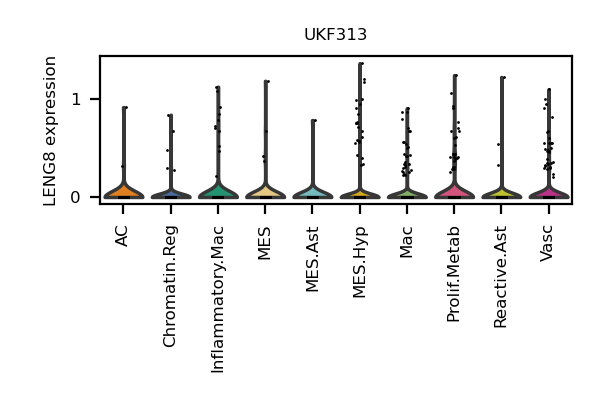 UKF313
LENG8 expression
1
0
AC
Chromatin.Reg
Inflammatory.Mac
MES
MES.Ast
MES.Hyp
Mac
Prolif.Metab
Reactive.Ast
Vasc